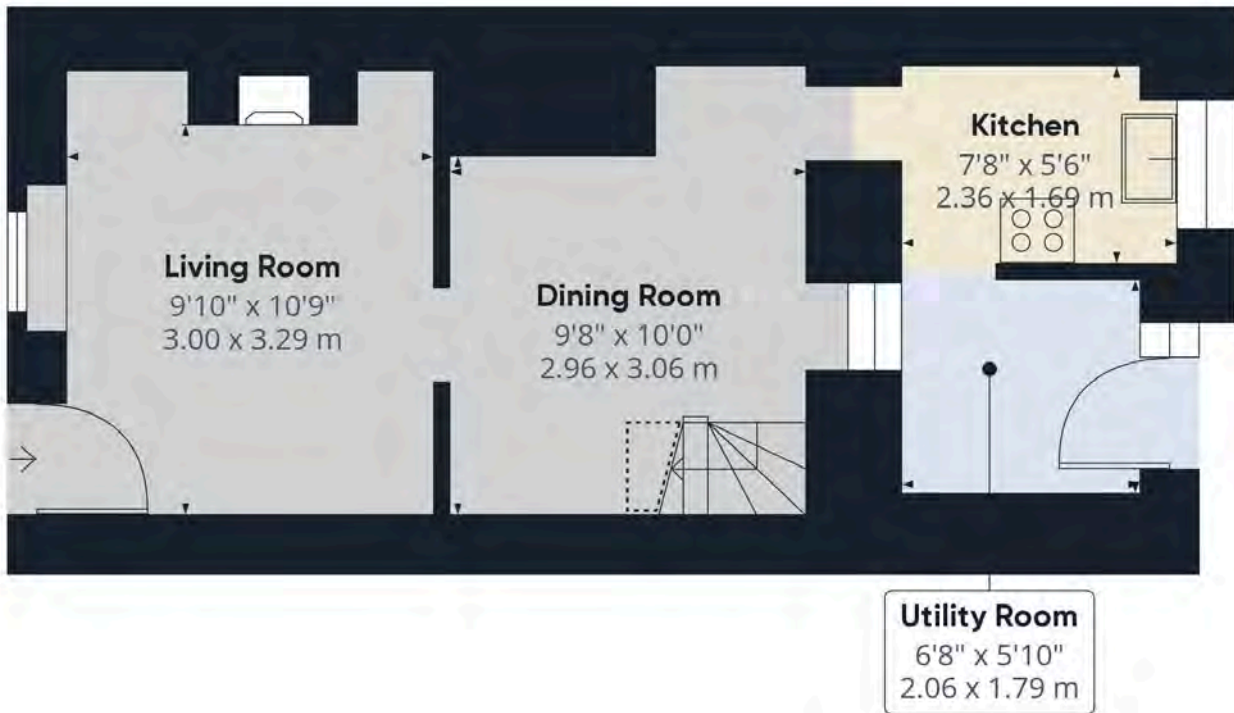 Living Room
9'10" x 10'9"
3.00 x 3.29 m
Dining Room
9'8" x 10'0"
2.96 x 3.06 m
Kitchen
7'8" x 5'6"
2.36 x 1.69 m
Utility Room
6'8" x 5'10"
2.06 x 1.79 m